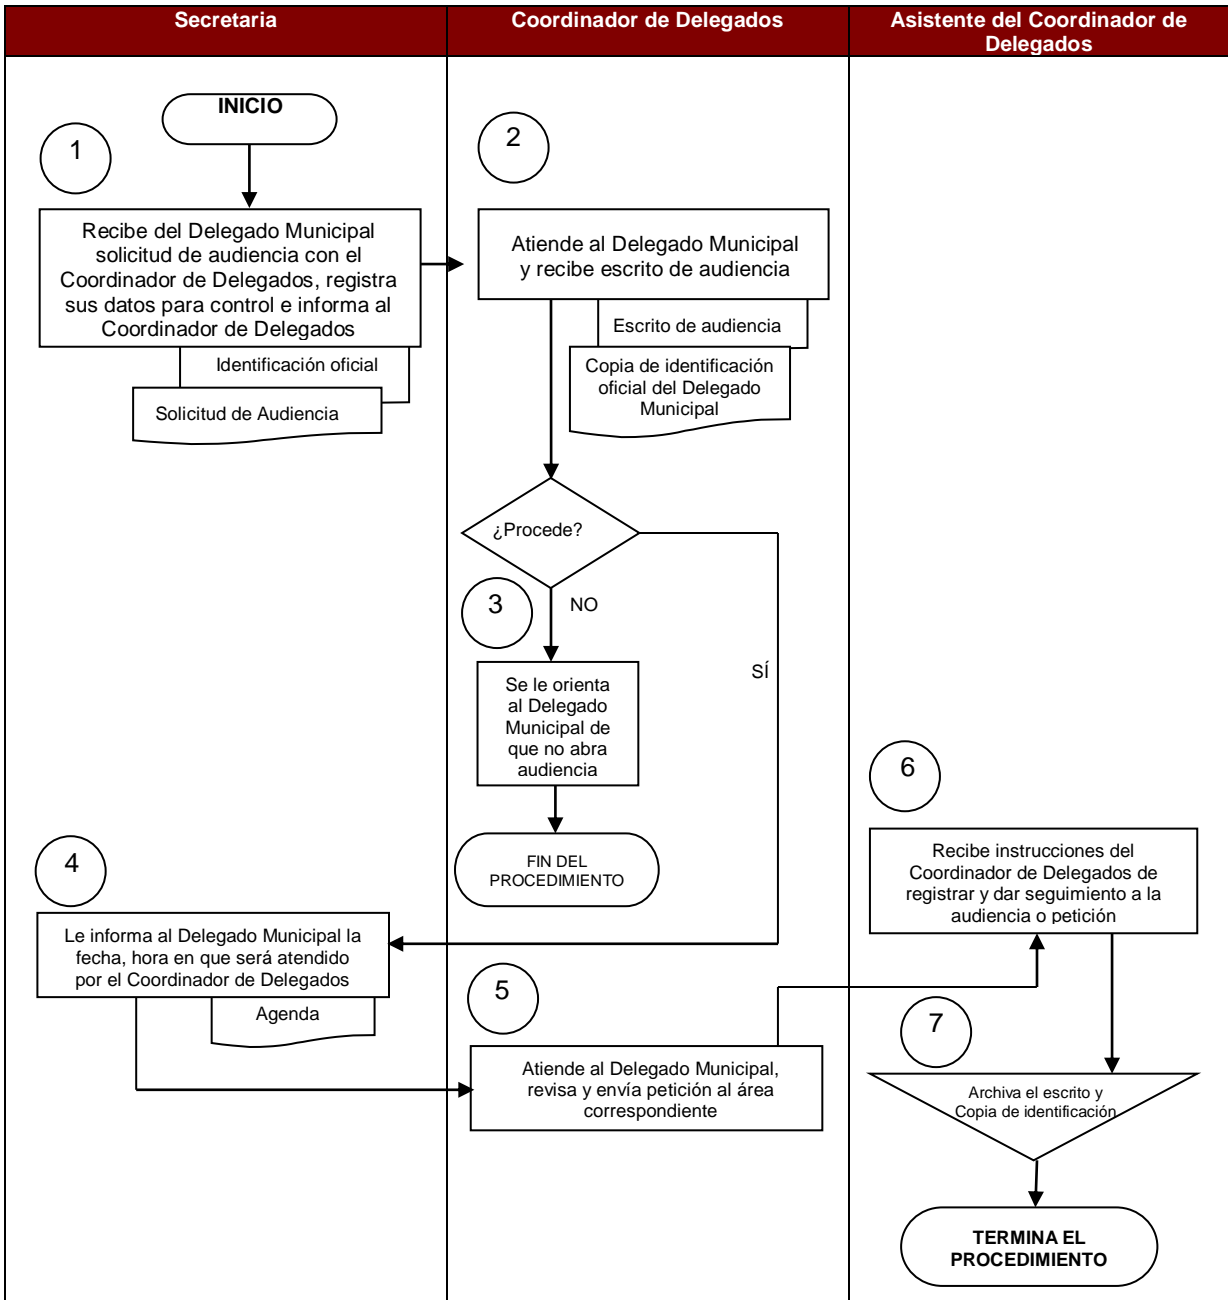 Secretaria
Coordinador de Delegados
Asistente del Coordinador de
Delegados
INICIO
1
Recibe del Delegado Municipal
solicitud de audiencia con el
Coordinador de Delegados, registra
sus datos para control e informa al
Coordinador de Delegados
Identificación oficial
Solicitud de Audiencia
2
Atiende al Delegado Municipal
y recibe escrito de audiencia
Escrito de audiencia
Copia de identificación
oficial del Delegado
Municipal
¿Procede?
NO
SÍ
3
Se le orienta
al Delegado
Municipal de
que no abra
audiencia
FIN DEL
PROCEDIMIENTO
4
Le informa al Delegado Municipal la
fecha, hora en que será atendido
por el Coordinador de Delegados
Agenda
5
Atiende al Delegado Municipal,
revisa y envía petición al área
correspondiente
6
Recibe instrucciones del
Coordinador de Delegados de
registrar y dar seguimiento a la
audiencia o petición
7
Archiva el escrito y
Copia de identificación
TERMINA EL
PROCEDIMIENTO